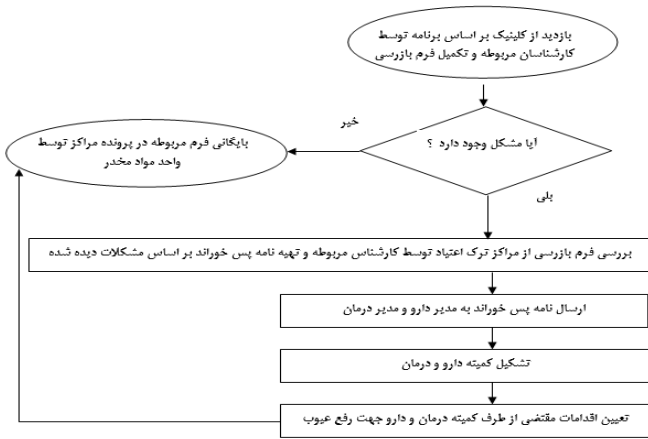 بازدید از کلینیک بر اساس برنامه توسط
کارشناسان مربوطه و تکمیل فرم بازرسی
آیا مشکل وجود دارد ؟
خیر
بایگانی فرم مربوطه در پرونده مراکز توسط
واحد مواد مخدر
بلی
بررسی فرم بازرسی از مراکز ترک اعتیاد توسط کارشناس مربوطه و تهیه نامه پس خوراند بر اساس مشکلات دیده شده
ارسال نامه پس خوراند به مدیر دارو و مدیر درمان
تشکیل کمیته دارو و درمان
تعیین اقدامات مقتضی از طرف کمیته درمان و دارو جهت رفع عیوب